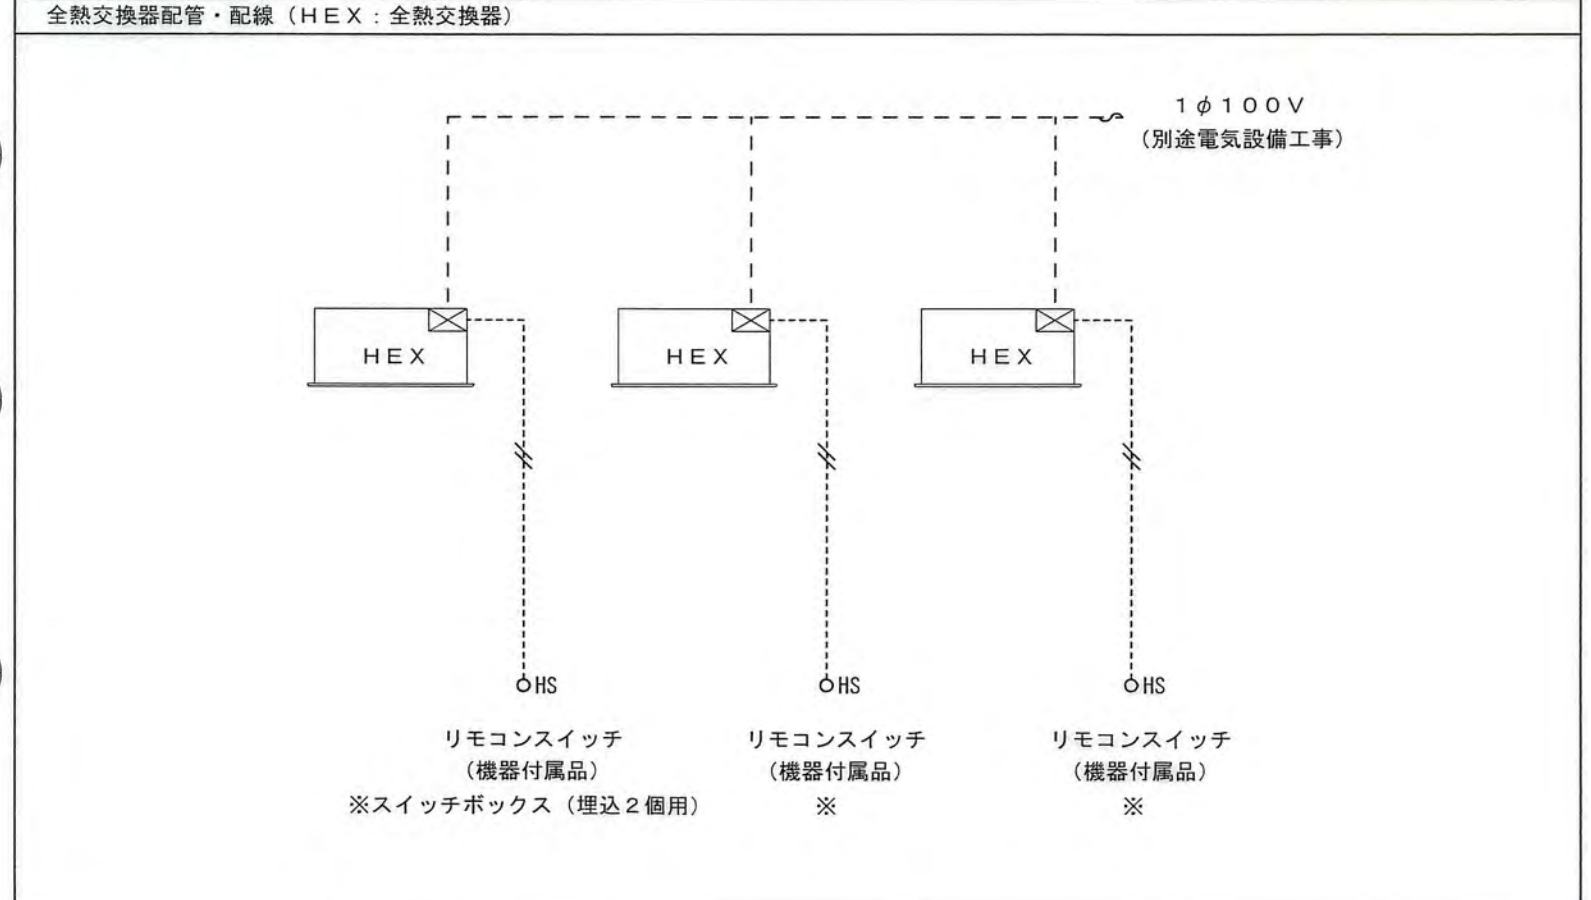 全熱交換器配管・配線（ＨＥＸ：全熱交換器）
１φ１００Ｖ
（別途電気設備工事）
ＨＥＸ
ＨＥＸ
ＨＥＸ
HS
HS
HS
リモコンスイッチ
（機器付属品）
※スイッチボックス（埋込２個用）
リモコンスイッチ
（機器付属品）
※
リモコンスイッチ
（機器付属品）
※